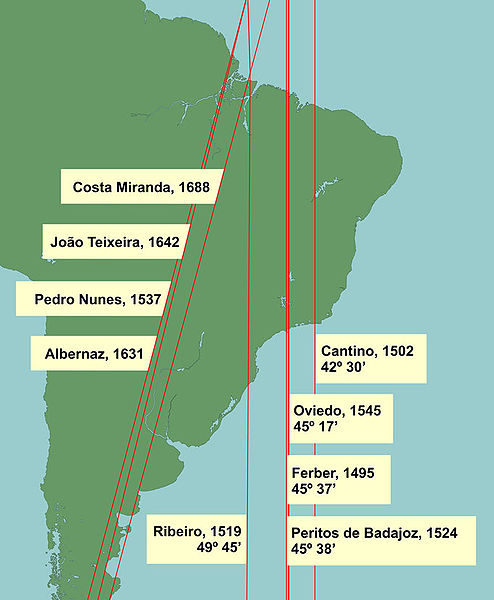 Costa Miranda, 1688
João Teixeira, 1642
Pedro Nunes, 1537
Albernaz, 1631
Cantino, 1502
42º 30’
Oviedo, 1545
45º 17’
Ferber, 1495
45º 37’
Ribeiro, 1519
49º 45’
Peritos de Badajoz, 1524
45º 38’